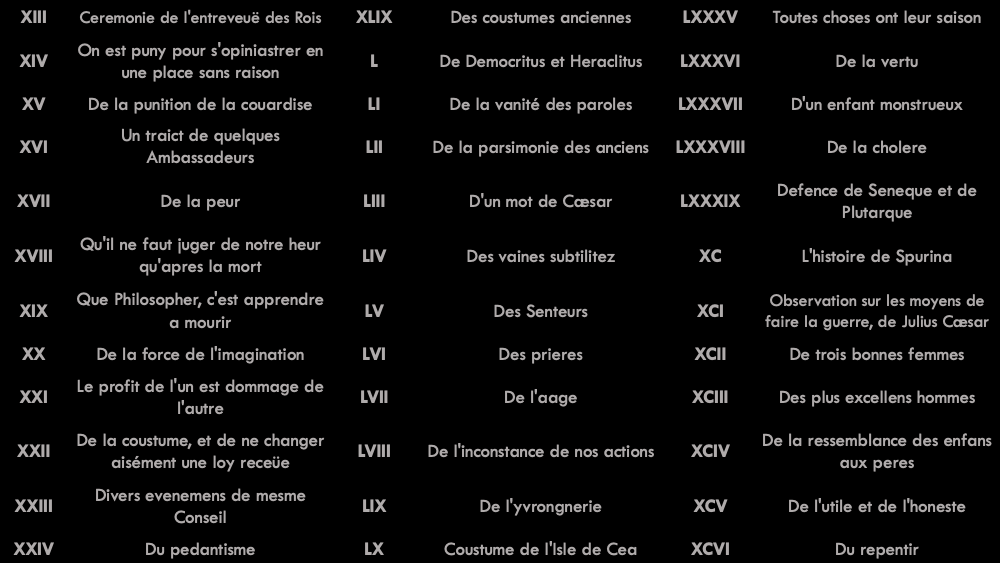 XIII Ceremonie de l'entreveuë des Rois XLIX Des coustumes anciennes LXXXV Toutes choses ont leur saison
XIV On est puny pour s'opiniastrer en
une place sans raison L De Democritus et Heraclitus LXXXVI De la vertu
XV De la punition de la couardise LI De la vanité des paroles LXXXVII D'un enfant monstrueux
XVI Un traict de quelques
Ambassadeurs LII De la parsimonie des anciens LXXXVIII De la cholere
XVII De la peur LIII D'un mot de Cæsar LXXXIX Defence de Seneque et de
Plutarque
XVIII Qu'il ne faut juger de notre heur
qu'apres la mort LIV Des vaines subtilitez XC L'histoire de Spurina
XIX Que Philosopher, c'est apprendre
a mourir LV Des Senteurs XCI Observation sur les moyens de
faire la guerre, de Julius Cæsar
XX De la force de l'imagination LVI Des prieres XCII De trois bonnes femmes
XXI Le profit de l'un est dommage de
l'autre LVII De l'aage XCIII Des plus excellens hommes
XXII De la coustume, et de ne changer
aisément une loy receüe LVIII De l'inconstance de nos actions XCIV De la ressemblance des enfans
aux peres
XXIII Divers evenemens de mesme
Conseil LIX De l'yvrongnerie XCV De l'utile et de l'honeste
XXIV Du pedantisme LX Coustume de l'Isle de Cea XCVI Du repentir